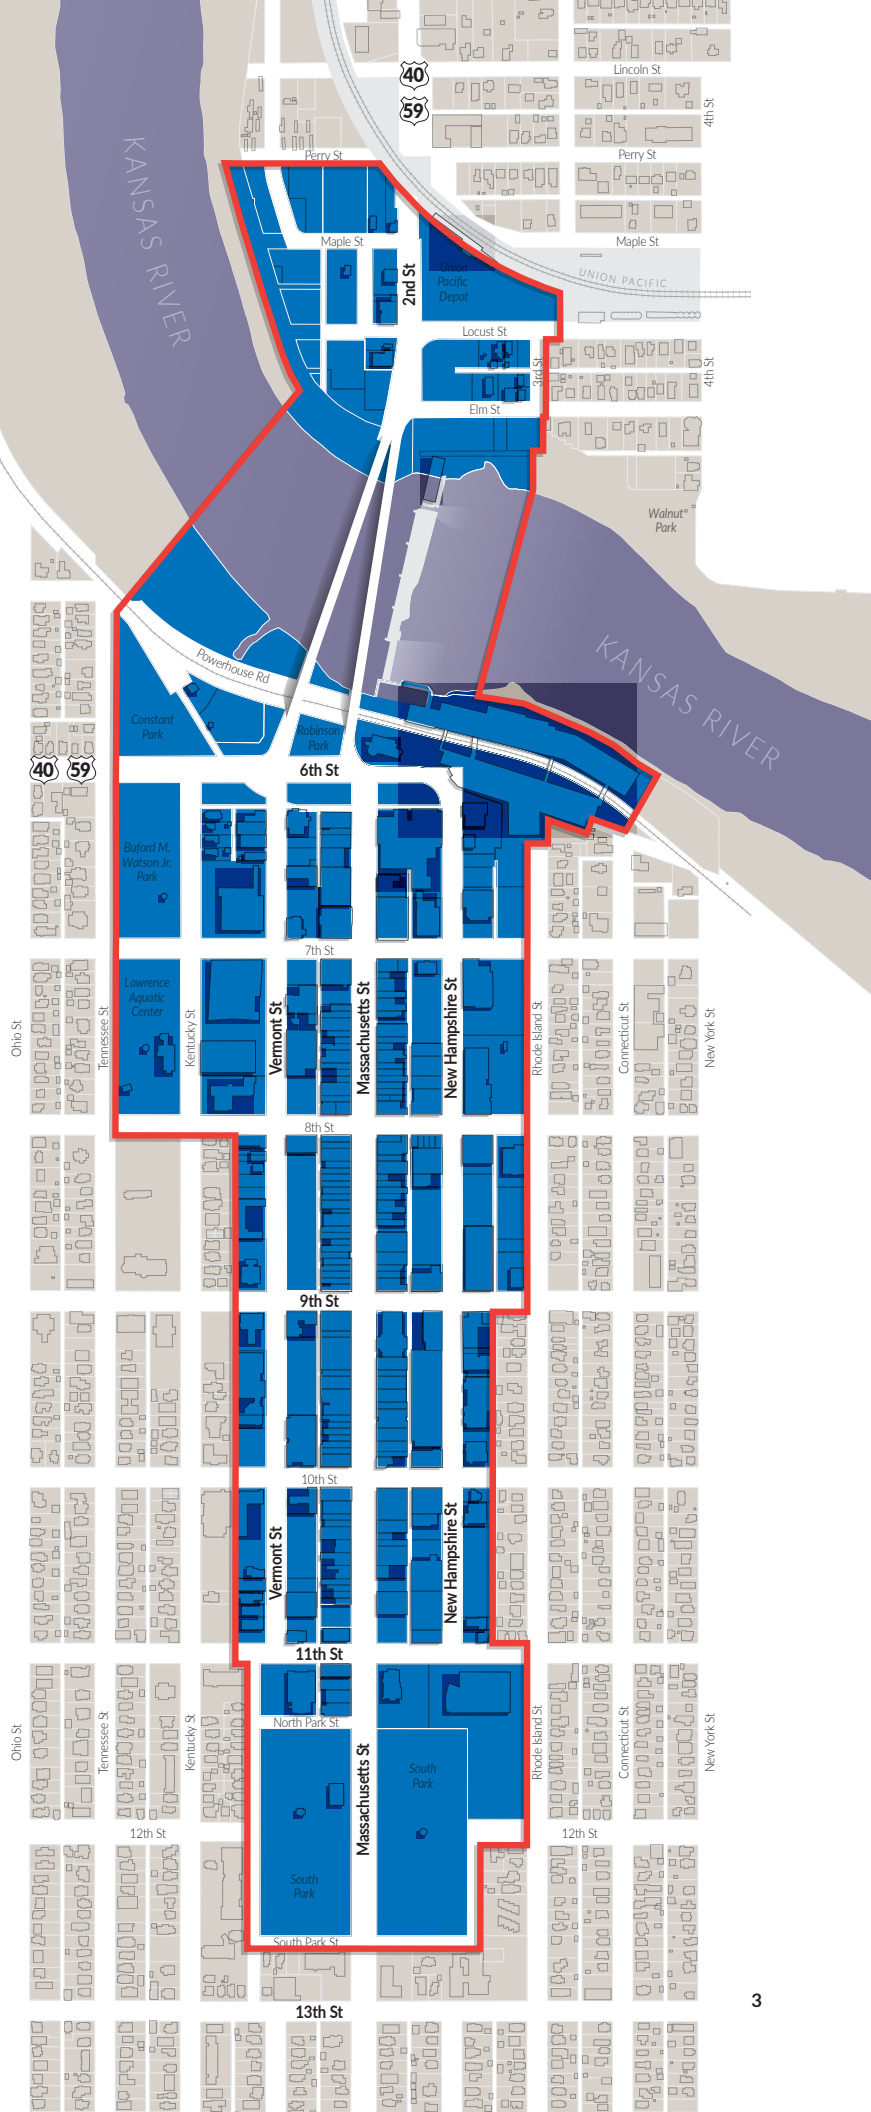 40
Lincoln St
59
4th St
Perry St
Perry St
KANSAS RIVER
Maple St
Maple St
2nd St
Union
Pacific
Depot
UNION PACIFIC
Locust St
3rd St
4th St
Elm St
Walnut
Park
KANSAS RIVER
Powerhouse Rd
Constant
Park
Robinson
Park
40
59
6th St
Buford M.
Watson Jr.
Park
7th St
Lawrence
Aquatic
Center
Ohio St
Tennessee St
Kentucky St
Vermont St
Massachusetts St
New Hampshire St
Rhode Island St
Connecticut St
New York St
8th St
9th St
10th St
Vermont St
New Hampshire St
11th St
North Park St
Ohio St
Tennessee St
Kentucky St
Massachusetts St
South
Park
Rhode Island St
Connecticut St
New York St
12th St
12th St
South
Park
South Park St
3
13th St